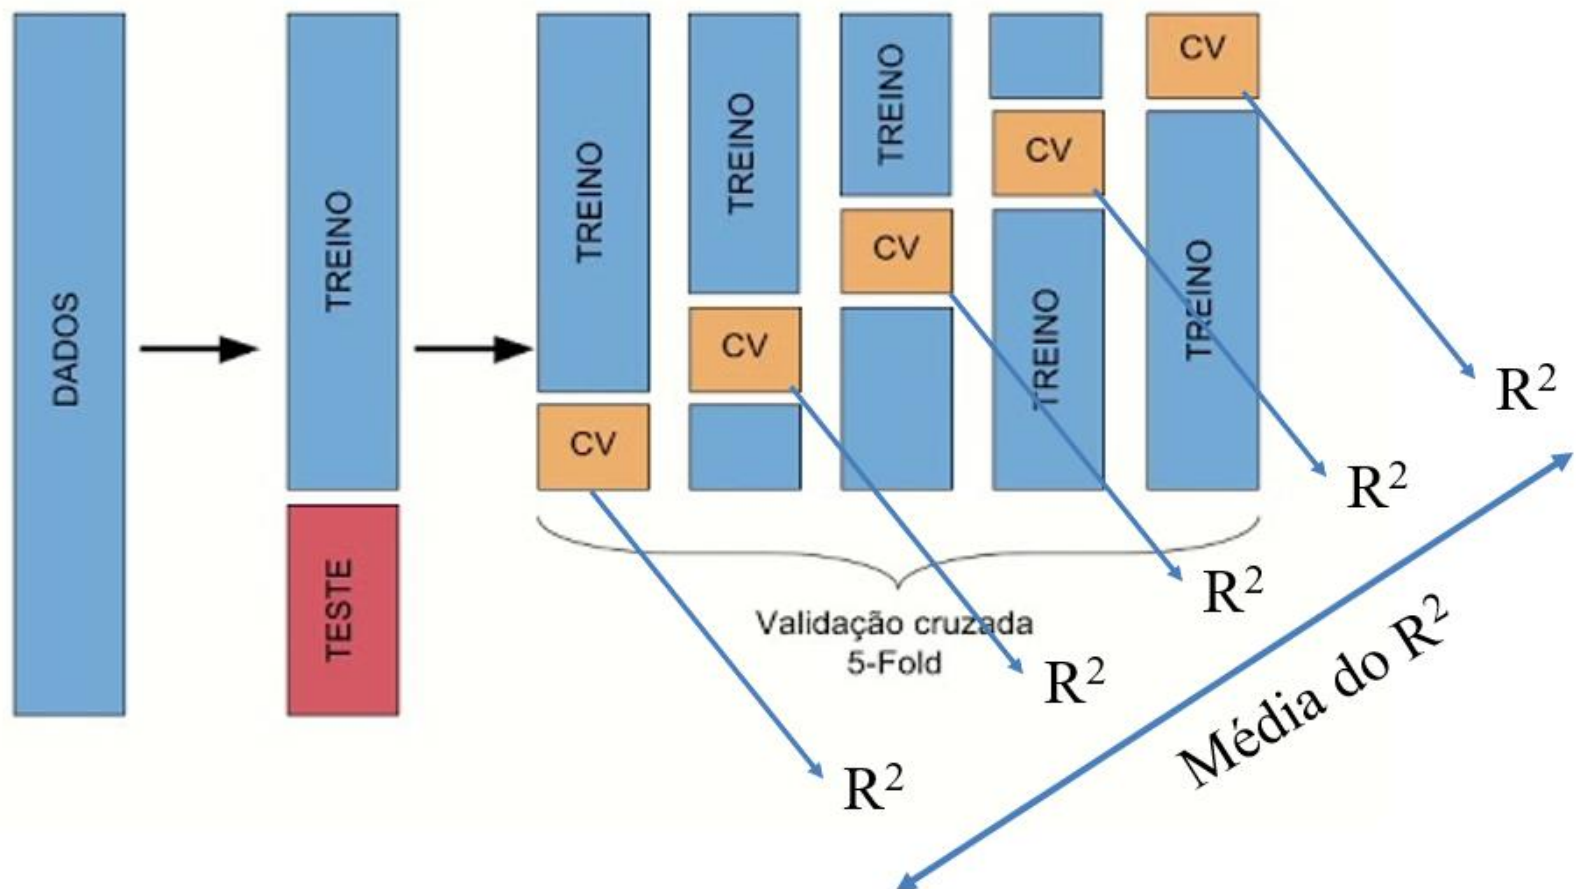 DADOS
TREINO
TESTE
TREINO
CV
TREINO
CV
TREINO
CV
CV
TREINO
CV
TREINO
Validação cruzada
5-Fold
R²
R²
R²
R²
R²
Média do R²